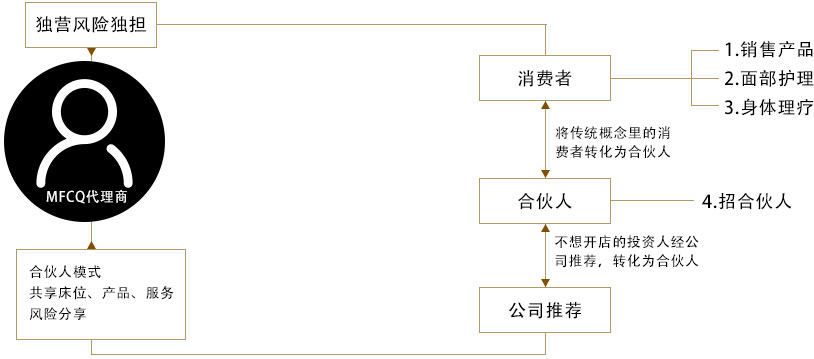 独营风险独担
MFCQ代理商
合伙人模式
共享床位、产品、服务
风险分享
消费者
1.销售产品
2.面部护理
3.身体理疗
将传统概念里的消
费者转化为合伙人
合伙人
4.招合伙人
不想开店的投资人经公
司推荐，转化为合伙人
公司推荐